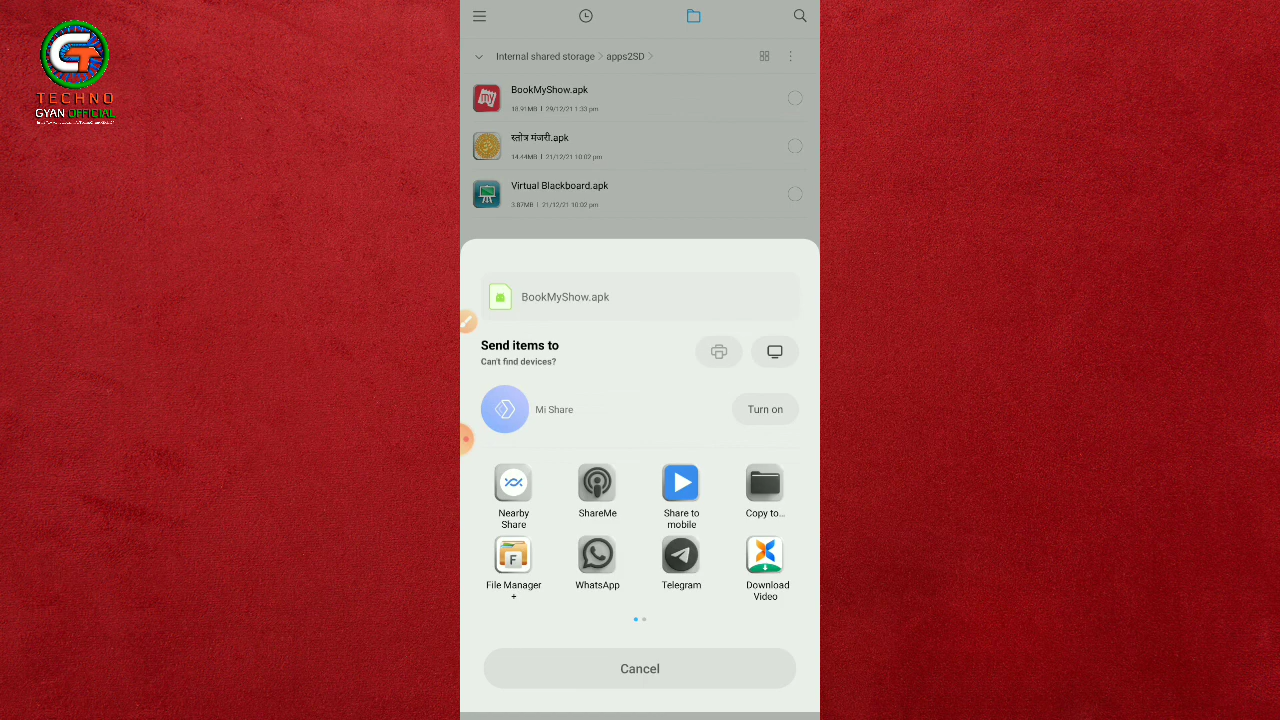 TECHNO
GYAN OFFICIAL
Internal shared storage
apps2SD
BookMyShow.apk
18.91MB | 29/12/21 1:33 pm
स्तोत्र मंजरी.apk
14.44MB | 21/12/21 10:02 pm
Virtual Blackboard.apk
3.87MB | 21/12/21 10:02 pm
BookMyShow.apk
Send items to
Can't find devices?
Mi Share
Turn on
Nearby
Share
ShareMe
Share to
mobile
Copy to...
File Manager
+
WhatsApp
Telegram
Download
Video
Cancel